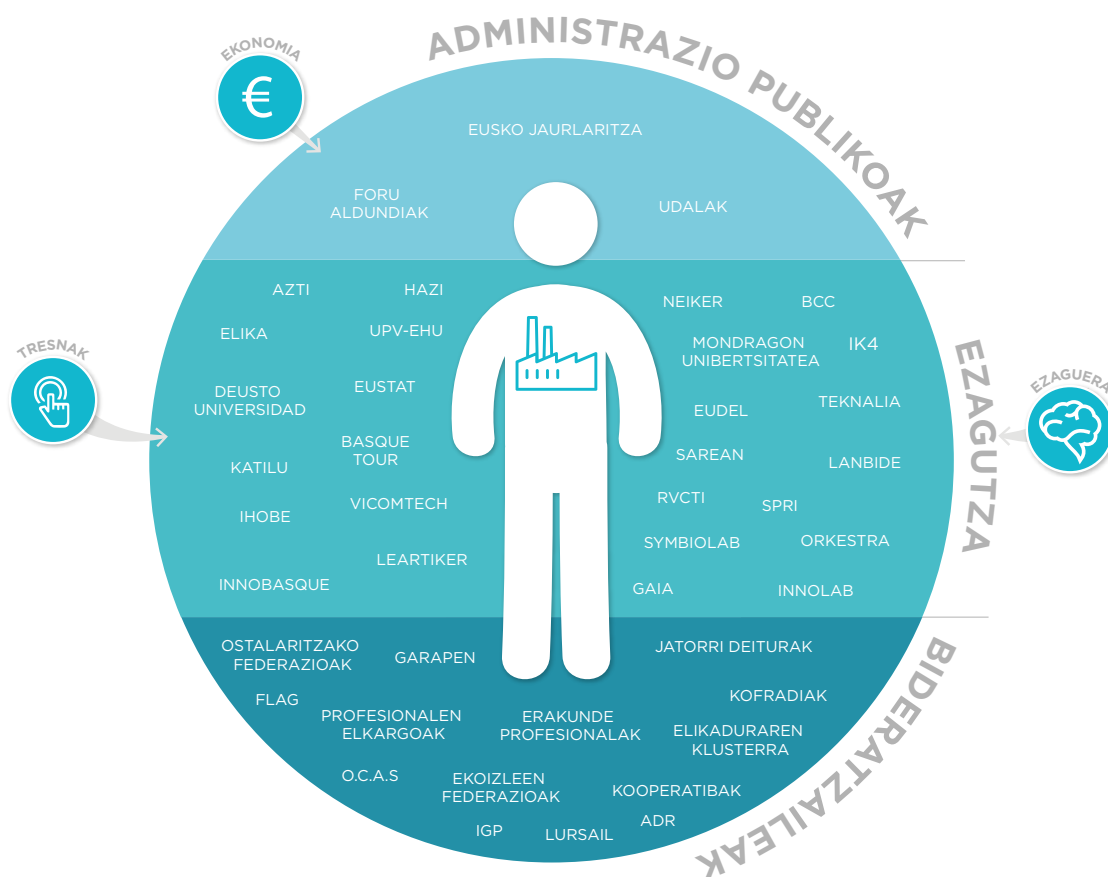 ADMINISTRAZIO PUBLIKOAK
EKONOMIA
€
EUSKO JAURLARITZA
FORU
ALDUNDIAK
UDALAK
EZAGUTZA
TRESNAK
EZAGUERA
AZTI
HAZI
ELIKA
UPV-EHU
DEUSTO
UNIVERSIDAD
EUSTAT
BASQUE
TOUR
KATILU
VICOMTECH
IHOBE
LEARTIKER
INNOBASQUE
NEIKER
BCC
MONDRAGON
UNIBERTSITATEA
IK4
EUDEL
TEKNALIA
SAREAN
LANBIDE
RVCTI
SPRI
SYMBIOLAB
ORKESTRA
GAIA
INNOLAB
BIDERATZAILEAK
OSTALARITZAKO
FEDERAZIOAK
GARAPEN
JATORRI DEITURAK
FLAG
KOFRADIAK
PROFESIONALEN
ELKARGOAK
ERAKUNDE
PROFESIONALAK
ELIKADURAREN
KLUSTERRA
O.C.A.S
EKOIZLEEN
FEDERAZIOAK
KOOPERATIBAK
IGP
LURSAIL
ADR